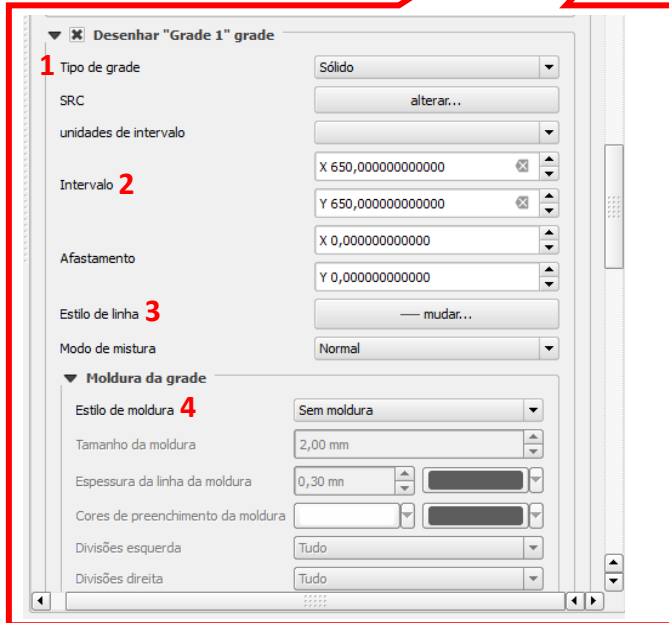 Desenhar "Grade 1" grade
1 Tipo de grade Sólido
SRC alterar...
unidades de intervalo
Intervalo 2
X 650,000000000000
Y 650,000000000000
Afastamento
X 0,000000000000
Y 0,000000000000
Estilo de linha 3 mudar...
Modo de mistura Normal
Moldura da grade
Estilo de moldura 4 Sem moldura
Tamanho da moldura 2,00 mm
Espessura da linha da moldura 0,30 mn
Cores de preenchimento da moldura
Divisões esquerda Tudo
Divisões direita Tudo